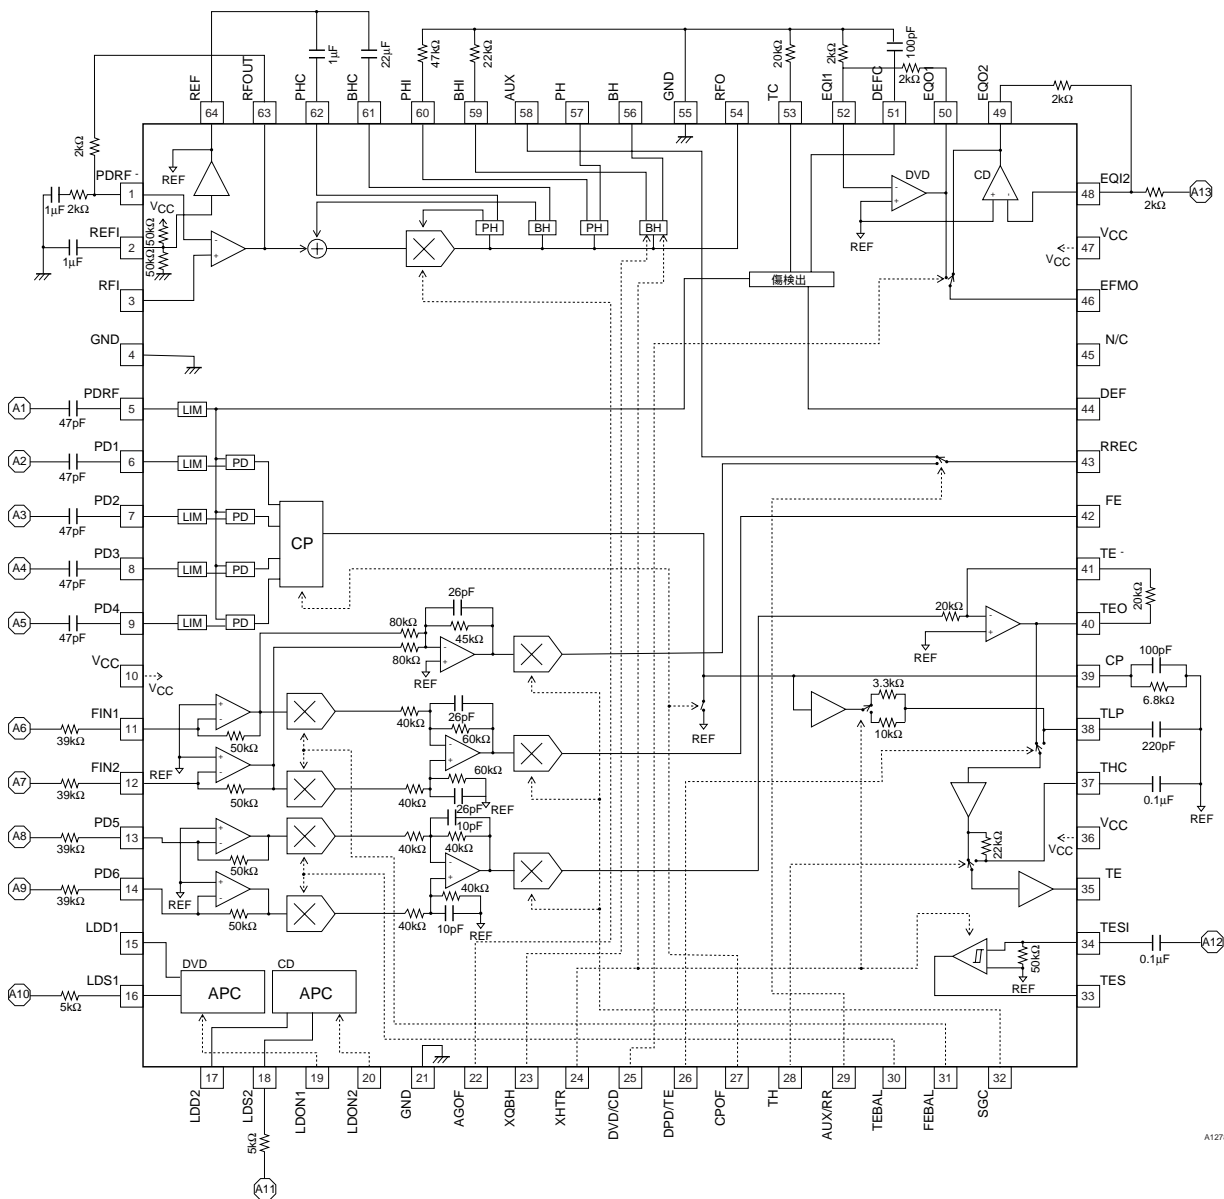 REF
RFOUT
PHC
BHC
PHI
BHI
AUX
PH
BH
GND
RFO
TC
EQI1
DEFC
EQO1
EQO2
1μF
22μF
47kΩ
22kΩ
20kΩ
2kΩ
100pF
2kΩ
2kΩ
64
63
62
61
60
59
58
57
56
55
54
53
52
51
50
49
2kΩ
REF
DVD
CD
REF
PDRF -
1
1μF
2kΩ
VCC
50kΩ
50kΩ
REFI
2
1μF
RFI
3
PH
BH
PH
BH
傷検出
EQI2
48
2kΩ
A13
VCC
47
VCC
EFMO
46
GND
4
N/C
45
A1
47pF
PDRF
5
LIM
DEF
44
A2
47pF
PD1
6
LIM
PD
RREC
43
A3
47pF
PD2
7
LIM
PD
FE
42
CP
A4
47pF
PD3
8
LIM
PD
TE -
41
20kΩ
A5
47pF
PD4
9
LIM
PD
26pF
80kΩ
45kΩ
80kΩ
REF
20kΩ
REF
TEO
40
VCC
10
VCC
CP
39
100pF
6.8kΩ
A6
39kΩ
FIN1
11
50kΩ
40kΩ
26pF
60kΩ
REF
3.3kΩ
10kΩ
TLP
38
220pF
REF
A7
39kΩ
FIN2
12
50kΩ
40kΩ
60kΩ
26pF
REF
THC
37
0.1μF
REF
A8
39kΩ
PD5
13
50kΩ
40kΩ
10pF
40kΩ
22kΩ
VCC
36
VCC
A9
39kΩ
PD6
14
REF
50kΩ
40kΩ
40kΩ
10pF
REF
TE
35
LDD1
15
TESI
34
0.1μF
A12
50kΩ
REF
DVD
APC
CD
APC
A10
5kΩ
LDS1
16
TES
33
17
18
19
20
21
22
23
24
25
26
27
28
29
30
31
32
LDD2
LDS2
LDON1
LDON2
GND
AGOF
XQBH
XHTR
DVD/CD
DPD/TE
CPOF
TH
AUX/RR
TEBAL
FEBAL
SGC
5kΩ
A11